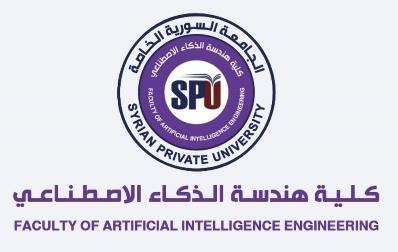 الجامعة السورية الخاصة
كلية هندسة الذكاء الاصطناعي
SPU
FACULTY OF ARTIFICIAL INTELLIGENCE ENGINEERING
SYRIAN PRIVATE UNIVERSITY
كلية هندسة الذكاء الاصطناعي
FACULTY OF ARTIFICIAL INTELLIGENCE ENGINEERING